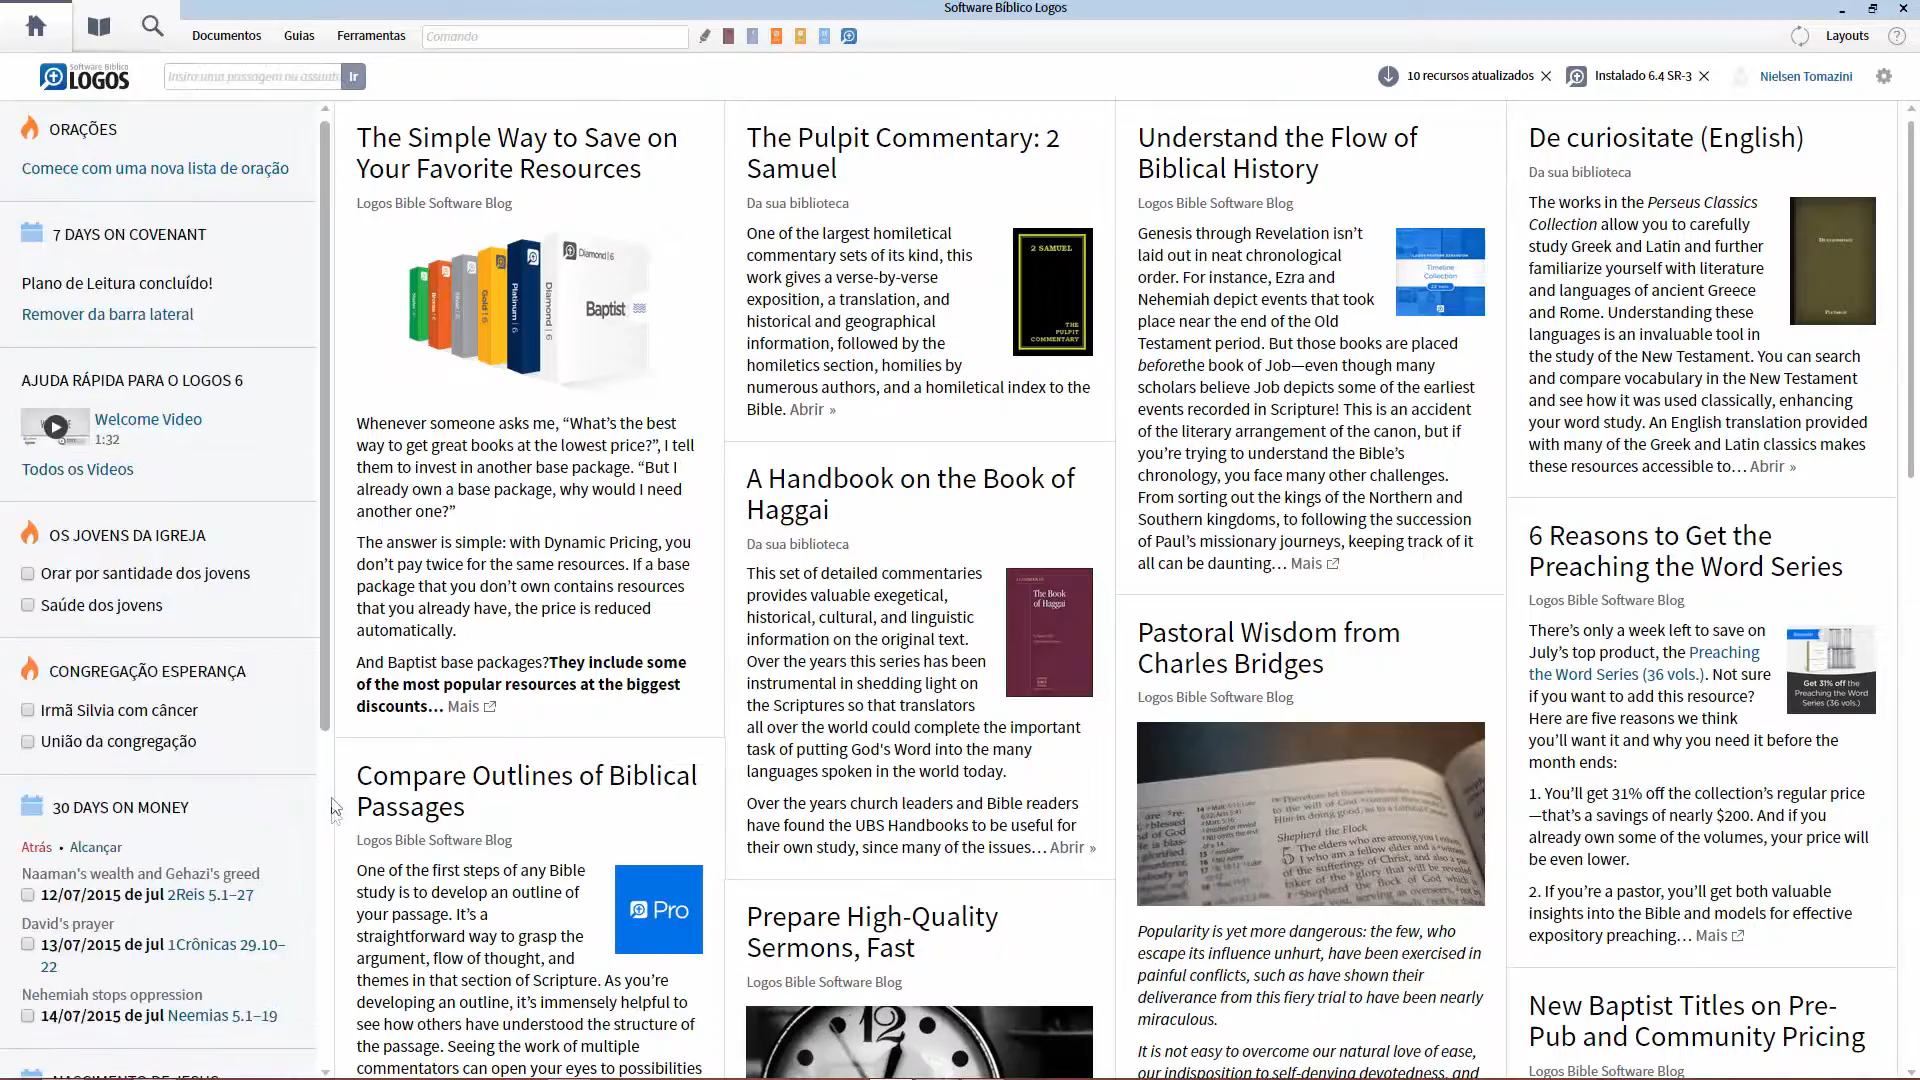 Software Bíblico Logos
Documentos
Guias
Ferramentas
Comando
Layouts
Software Bíblico
LOGOS
Insira uma passagem ou assunto
Ir
10 recursos atualizados
Instalado 6.4 SR-3
Nielsen Tomazini
ORAÇÕES
Comece com uma nova lista de oração
7 DAYS ON COVENANT
Plano de Leitura concluído!
Remover da barra lateral
AJUDA RÁPIDA PARA O LOGOS 6
Welcome Video
1:32
Todos os Vídeos
OS JOVENS DA IGREJA
Orar por santidade dos jovens
Saúde dos jovens
CONGREGAÇÃO ESPERANÇA
Irmã Silvia com câncer
União da congregação
30 DAYS ON MONEY
Atrás • Alcançar
Naaman's wealth and Gehazi's greed
12/07/2015 de jul 2Reis 5.1–27
David's prayer
13/07/2015 de jul 1Crônicas 29.10–
22
Nehemiah stops oppression
14/07/2015 de jul Neemias 5.1–19
NASCIMENTO DE JESUS
The Simple Way to Save on
Your Favorite Resources
Logos Bible Software Blog
Gold | 6
Platinum | 6
Diamond | 6
Diamond | 6
Baptist
Whenever someone asks me, “What’s the best
way to get great books at the lowest price?”, I tell
them to invest in another base package. “But I
already own a base package, why would I need
another one?”
The answer is simple: with Dynamic Pricing, you
don’t pay twice for the same resources. If a base
package that you don’t own contains resources
that you already have, the price is reduced
automatically.
And Baptist base packages?They include some
of the most popular resources at the biggest
discounts… Mais
Compare Outlines of Biblical
Passages
Logos Bible Software Blog
One of the first steps of any Bible
study is to develop an outline of
your passage. It’s a
straightforward way to grasp the
argument, flow of thought, and
themes in that section of Scripture. As you’re
developing an outline, it’s immensely helpful to
see how others have understood the structure of
the passage. Seeing the work of multiple
commentators can open your eyes to possibilities
Pro
The Pulpit Commentary: 2
Samuel
Da sua biblioteca
One of the largest homiletical
commentary sets of its kind, this
work gives a verse-by-verse
exposition, a translation, and
historical and geographical
information, followed by the
homiletics section, homilies by
numerous authors, and a homiletical index to the
Bible. Abrir »
2 SAMUEL
THE
PULPIT
COMMENTARY
A Handbook on the Book of
Haggai
Da sua biblioteca
This set of detailed commentaries
provides valuable exegetical,
historical, cultural, and linguistic
information on the original text.
Over the years this series has been
instrumental in shedding light on
the Scriptures so that translators
all over the world could complete the important
task of putting God's Word into the many
languages spoken in the world today.
The Book
of Haggai
Over the years church leaders and Bible readers
have found the UBS Handbooks to be useful for
their own study, since many of the issues… Abrir »
Prepare High-Quality
Sermons, Fast
Logos Bible Software Blog
12
Understand the Flow of
Biblical History
Logos Bible Software Blog
Genesis through Revelation isn’t
laid out in neat chronological
order. For instance, Ezra and
Nehemiah depict events that took
place near the end of the Old
Testament period. But those books are placed
beforethe book of Job—even though many
scholars believe Job depicts some of the earliest
events recorded in Scripture! This is an accident
of the literary arrangement of the canon, but if
you’re trying to understand the Bible’s
chronology, you face many other challenges.
From sorting out the kings of the Northern and
Southern kingdoms, to following the succession
of Paul’s missionary journeys, keeping track of it
all can be daunting… Mais
Timeline
Collection
Pastoral Wisdom from
Charles Bridges
Logos Bible Software Blog
Shepherd the Flock
Popularity is yet more dangerous: the few, who
escape its influence unhurt, have been exercised in
painful conflicts, such as have shown their
deliverance from this fiery trial to have been nearly
miraculous.
It is not easy to overcome our natural love of ease,
our indisposition to self-denying devotedness, and
De curiositate (English)
Da sua biblioteca
The works in the Perseus Classics
Collection allow you to carefully
study Greek and Latin and further
familiarize yourself with literature
and languages of ancient Greece
and Rome. Understanding these
languages is an invaluable tool in
the study of the New Testament. You can search
and compare vocabulary in the New Testament
and see how it was used classically, enhancing
your word study. An English translation provided
with many of the Greek and Latin classics makes
these resources accessible to… Abrir »
6 Reasons to Get the
Preaching the Word Series
Logos Bible Software Blog
There’s only a week left to save on
July’s top product, the Preaching
the Word Series (36 vols.). Not sure
if you want to add this resource?
Here are five reasons we think
you’ll want it and why you need it before the
month ends:
Get 31% off the
Preaching the Word
Series (36 vols.)
1. You’ll get 31% off the collection’s regular price
—that’s a savings of nearly $200. And if you
already own some of the volumes, your price will
be even lower.
2. If you’re a pastor, you’ll get both valuable
insights into the Bible and models for effective
expository preaching… Mais
New Baptist Titles on Pre-
Pub and Community Pricing
Logos Bible Software Blog